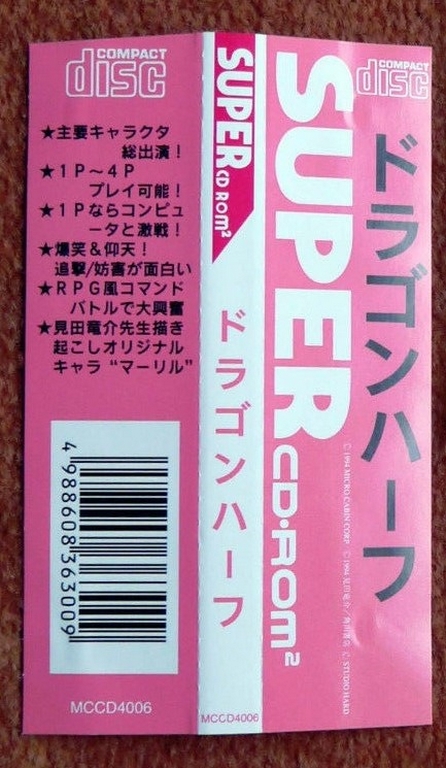 COMPACT
disc
★主要キャラクタ
総出演！
★１Ｐ～４Ｐ
プレイ可能！
★１Ｐならコンピュ
ータと激戦！
★爆笑＆仰天！
追撃/妨害が面白い
★ＲＰＧ風コマンド
バトルで大興奮
★見田竜介先生描き
起こしオリジナル
キャラ“マーリル”
4988608363009
MCCD4006
SUPER CD ROM²
ドラゴンハーフ
MCCD4006
COMPACT
disc
SUPER CD・ROM²
ドラゴンハーフ
© 1994 MICRO CABIN CORP. © 1994 見田竜介／角川書店 © STUDIO HARD